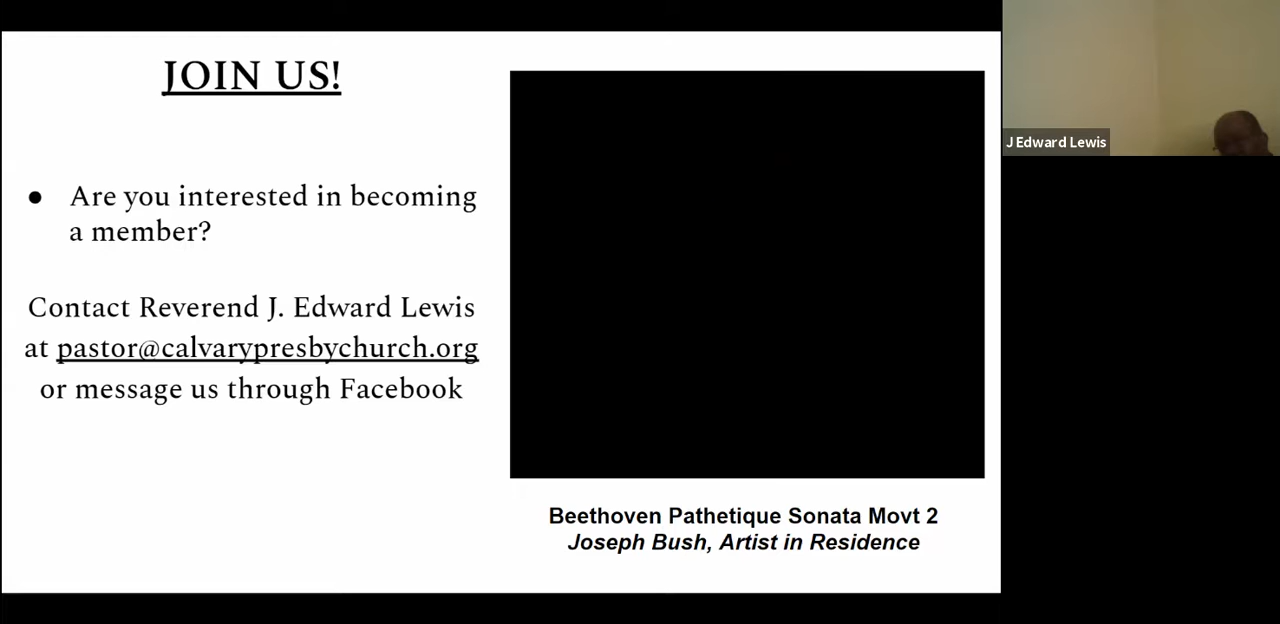 JOIN US!
● Are you interested in becoming
a member?
Contact Reverend J. Edward Lewis
at pastor@calvarypresbychurch.org
or message us through Facebook
Beethoven Pathetique Sonata Movt 2
Joseph Bush, Artist in Residence
J Edward Lewis